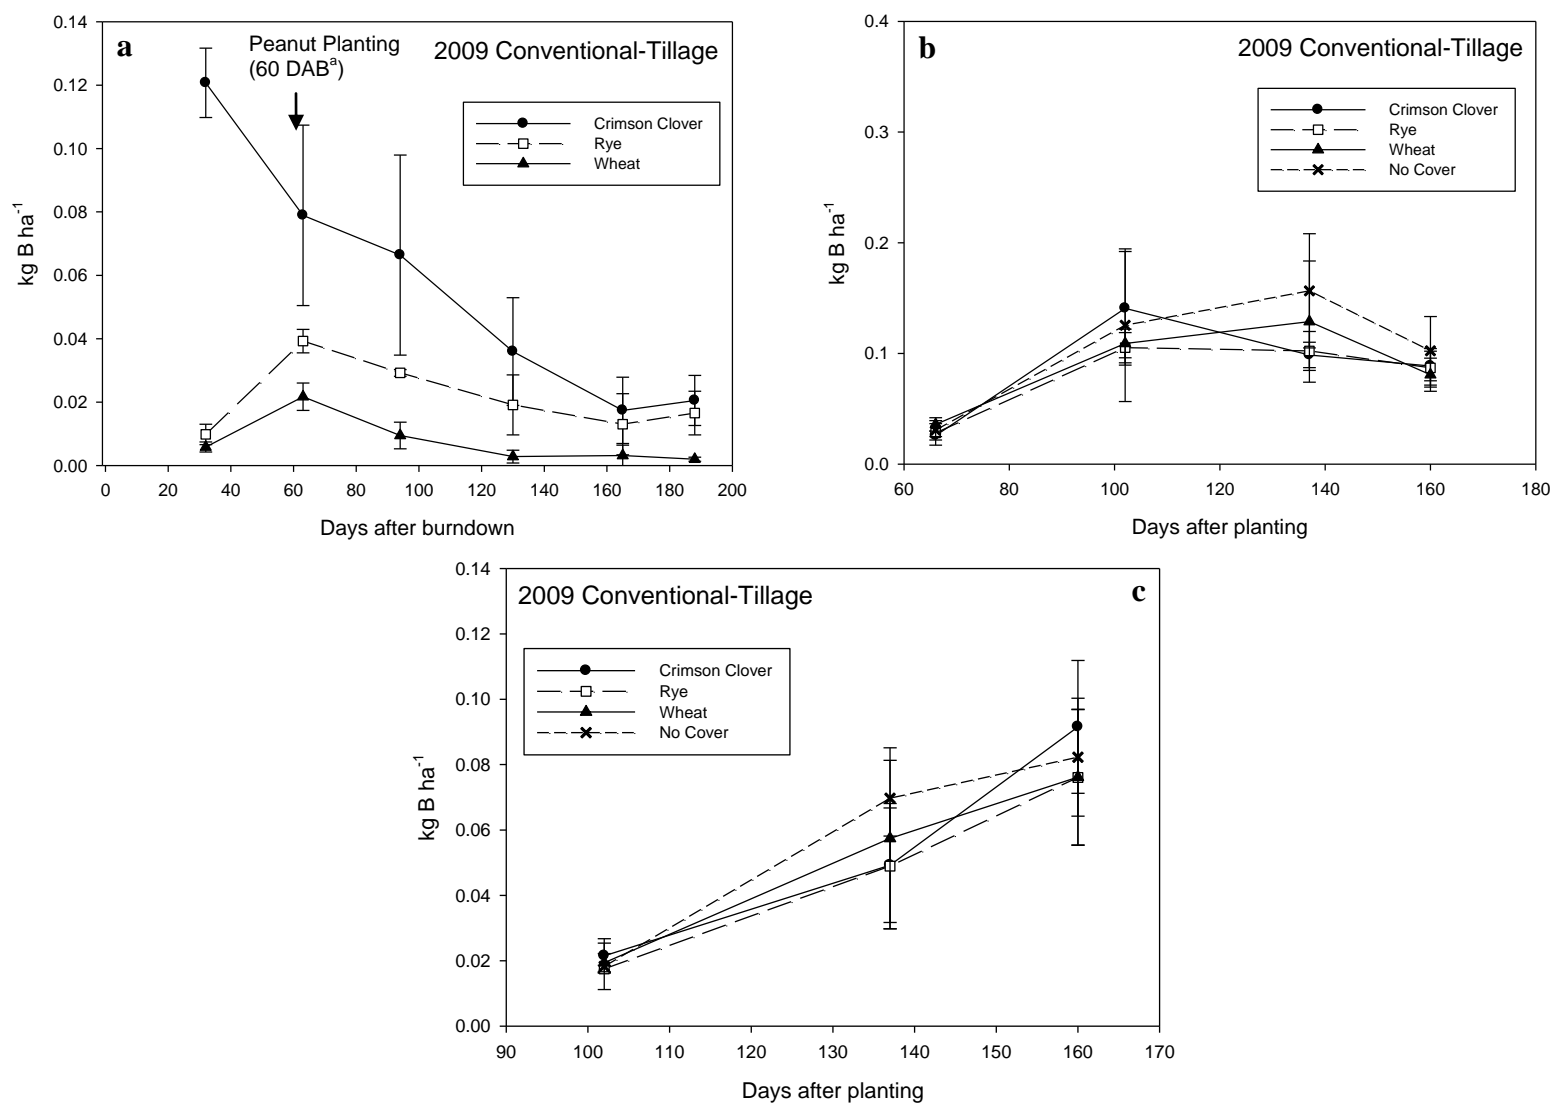 a
Peanut Planting
(60 DABᵃ)
2009 Conventional-Tillage
Crimson Clover
Rye
Wheat
0.14
0.12
0.10
0.08
0.06
0.04
0.02
0.00
kg B ha⁻¹
0 20 40 60 80 100 120 140 160 180 200
Days after burndown
b
2009 Conventional-Tillage
Crimson Clover
Rye
Wheat
No Cover
0.4
0.3
0.2
0.1
0.0
kg B ha⁻¹
60 80 100 120 140 160 180
Days after planting
2009 Conventional-Tillage
c
Crimson Clover
Rye
Wheat
No Cover
0.14
0.12
0.10
0.08
0.06
0.04
0.02
0.00
kg B ha⁻¹
90 100 110 120 130 140 150 160 170
Days after planting